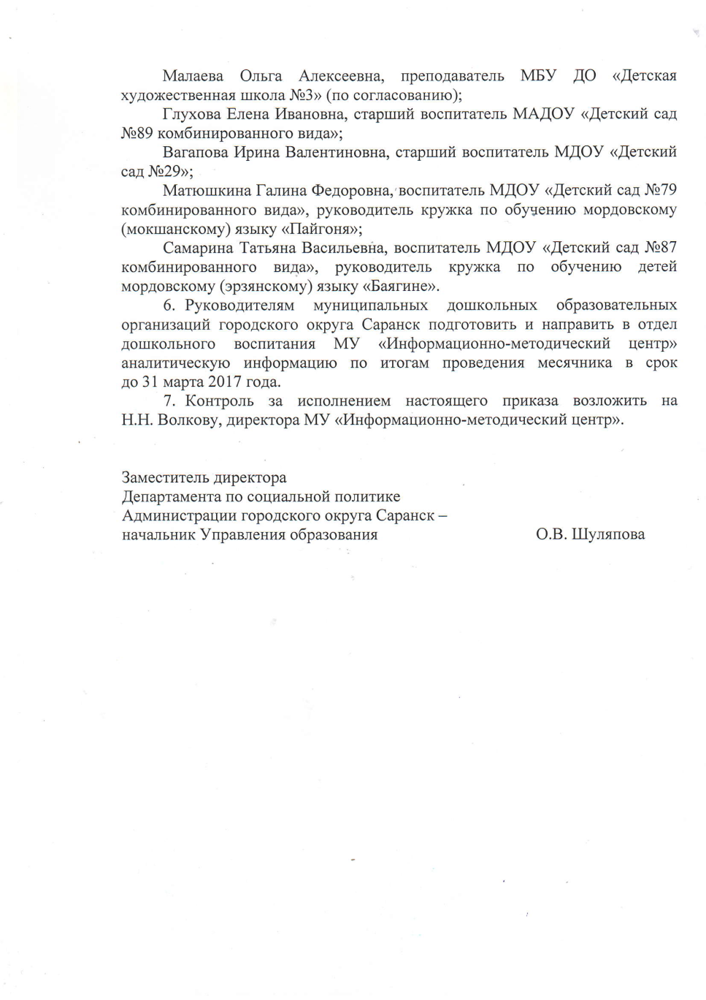 Малаева Ольга Алексеевна, преподаватель МБУ ДО «Детская
художественная школа №3» (по согласованию);
Глухова Елена Ивановна, старший воспитатель МАДОУ «Детский сад
№89 комбинированного вида»;
Вагапова Ирина Валентиновна, старший воспитатель МДОУ «Детский
сад №29»;
Матюшкина Галина Федоровна, воспитатель МДОУ «Детский сад №79
комбинированного вида», руководитель кружка по обучению мордовскому
(мокшанскому) языку «Пайгоня»;
Самарина Татьяна Васильевна, воспитатель МДОУ «Детский сад №87
комбинированного вида», руководитель кружка по обучению детей
мордовскому (эрзянскому) языку «Баягине».
6. Руководителям муниципальных дошкольных образовательных
организаций городского округа Саранск подготовить и направить в отдел
дошкольного воспитания МУ «Информационно-методический центр»
аналитическую информацию по итогам проведения месячника в срок
до 31 марта 2017 года.
7. Контроль за исполнением настоящего приказа возложить на
Н.Н. Волкову, директора МУ «Информационно-методический центр».
Заместитель директора
Департамента по социальной политике
Администрации городского округа Саранск –
начальник Управления образования О.В. Шуляпова